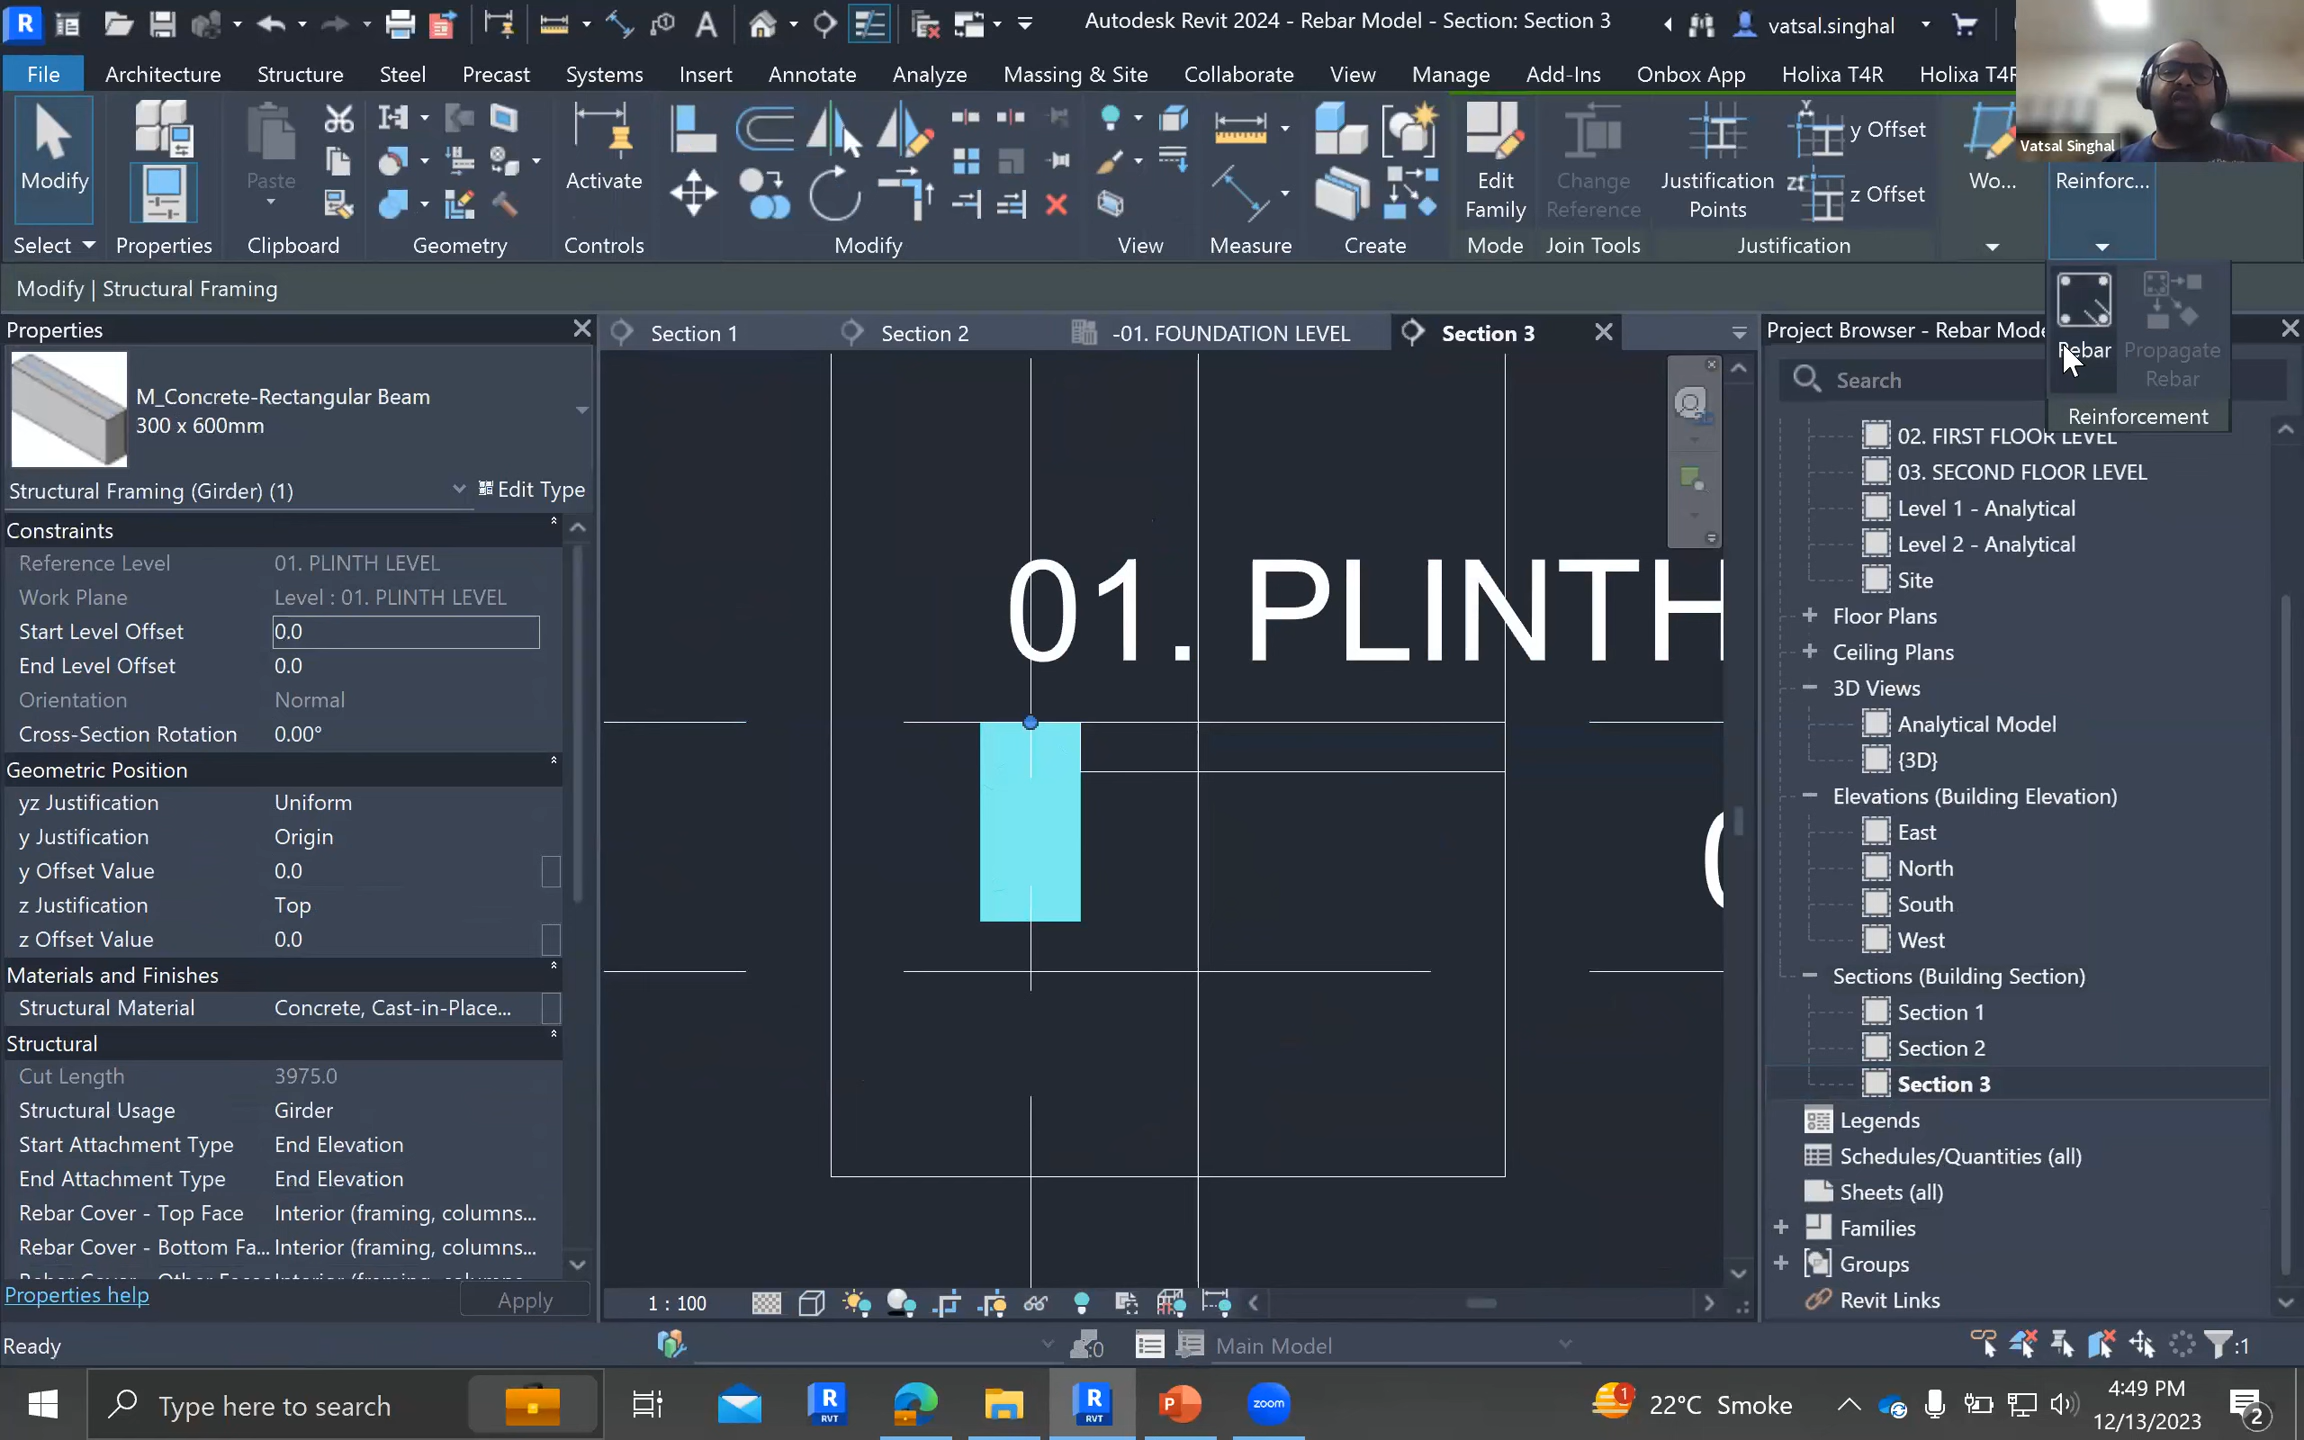 Autodesk Revit 2024 - Rebar Model - Section: Section 3
vatsal.singhal
File Architecture Structure Steel Precast Systems Insert Annotate Analyze Massing & Site Collaborate View Manage Add-Ins Onbox App Holixa T4R Holixa T4R
Vatsal Singhal
Modify
Paste
Activate
Edit Family
Change Reference
Justification Points
y Offset
z Offset
Wo...
Reinforc...
Select Properties Clipboard Geometry Controls Modify View Measure Create Mode Join Tools Justification
Rebar
Propagate Rebar
Reinforcement
Modify | Structural Framing
Properties
M_Concrete-Rectangular Beam
300 x 600mm
Structural Framing (Girder) (1)
Edit Type
Constraints
Reference Level 01. PLINTH LEVEL
Work Plane Level : 01. PLINTH LEVEL
Start Level Offset 0.0
End Level Offset 0.0
Orientation Normal
Cross-Section Rotation 0.00°
Geometric Position
yz Justification Uniform
y Justification Origin
y Offset Value 0.0
z Justification Top
z Offset Value 0.0
Materials and Finishes
Structural Material Concrete, Cast-in-Place...
Structural
Cut Length 3975.0
Structural Usage Girder
Start Attachment Type End Elevation
End Attachment Type End Elevation
Rebar Cover - Top Face Interior (framing, columns...
Rebar Cover - Bottom Fa... Interior (framing, columns...
Properties help
Apply
Section 1
Section 2
-01. FOUNDATION LEVEL
Section 3
01. PLINTH
1 : 100
Project Browser - Rebar Mode
Search
02. FIRST FLOOR LEVEL
03. SECOND FLOOR LEVEL
Level 1 - Analytical
Level 2 - Analytical
Site
Floor Plans
Ceiling Plans
3D Views
Analytical Model
{3D}
Elevations (Building Elevation)
East
North
South
West
Sections (Building Section)
Section 1
Section 2
Section 3
Legends
Schedules/Quantities (all)
Sheets (all)
Families
Groups
Revit Links
Ready
:0
Main Model
:1
Type here to search
zoom
22°C Smoke
4:49 PM
12/13/2023
2